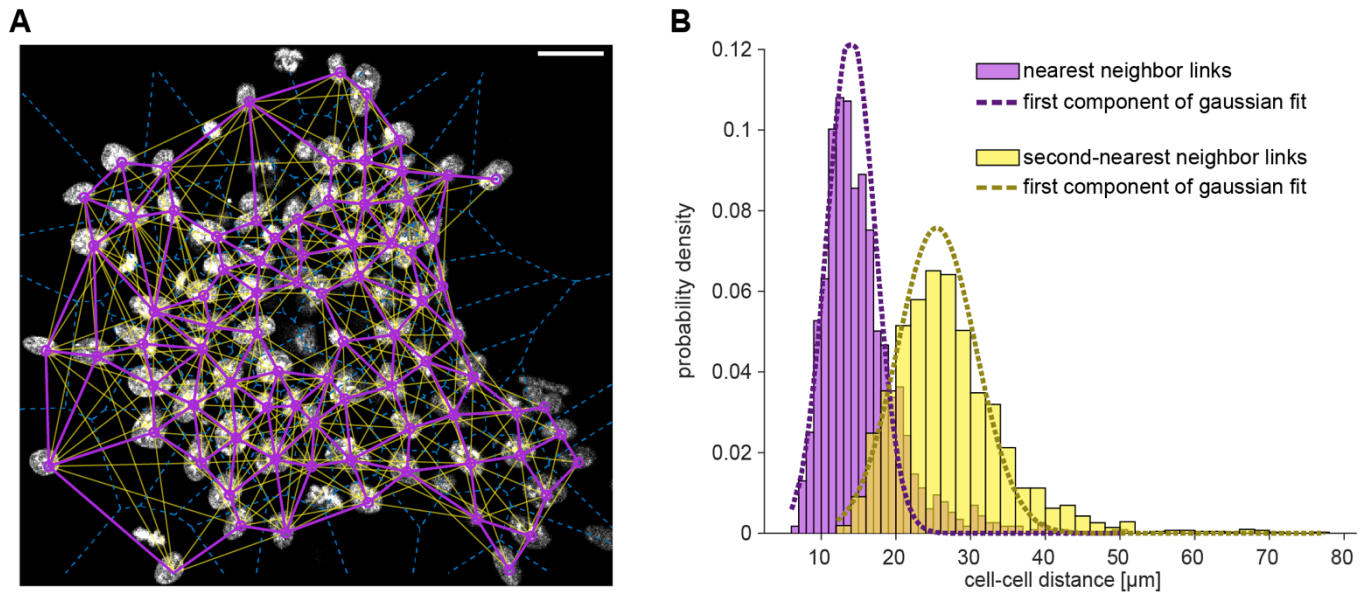 A
B
0.12
0.1
0.08
0.06
0.04
0.02
0
probability density
nearest neighbor links
first component of gaussian fit
second-nearest neighbor links
first component of gaussian fit
10 20 30 40 50 60 70 80
cell-cell distance [µm]